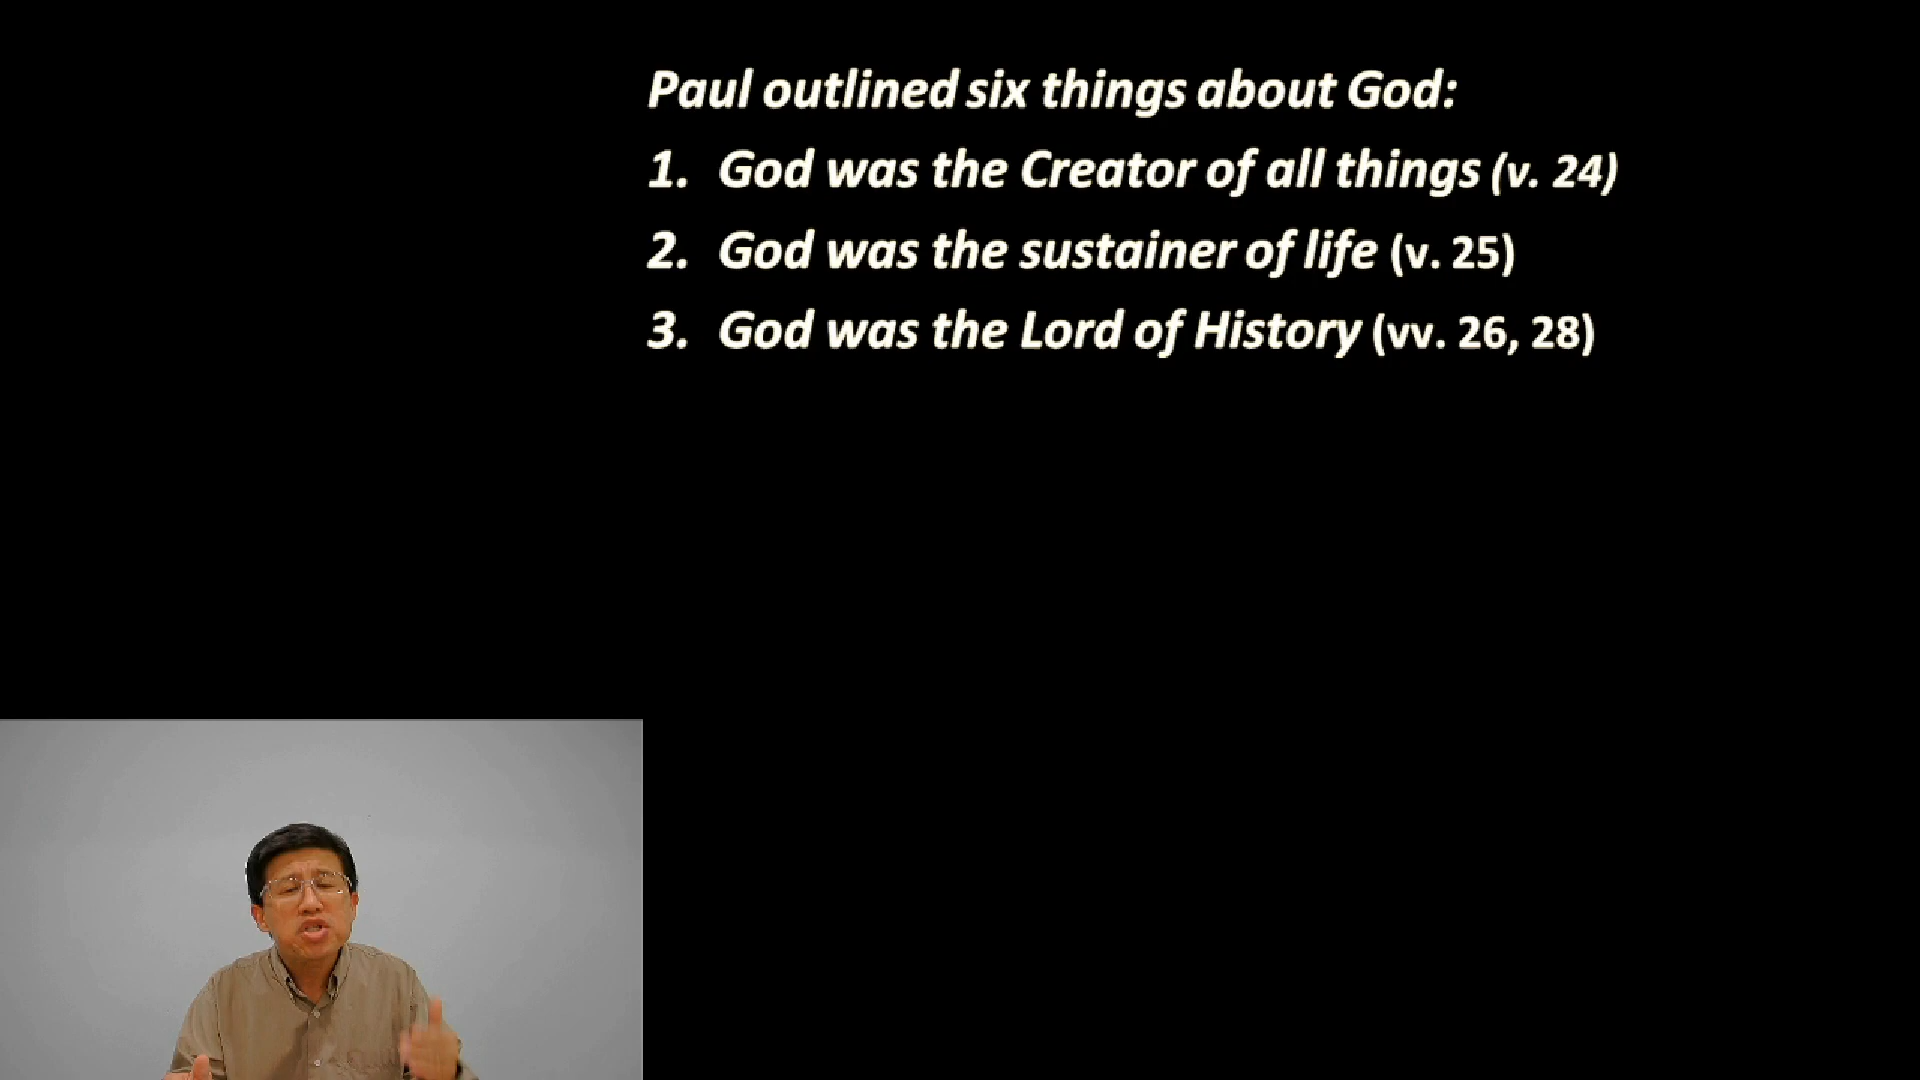 Paul outlined six things about God:
1. God was the Creator of all things (v. 24)
2. God was the sustainer of life (v. 25)
3. God was the Lord of History (vv. 26, 28)